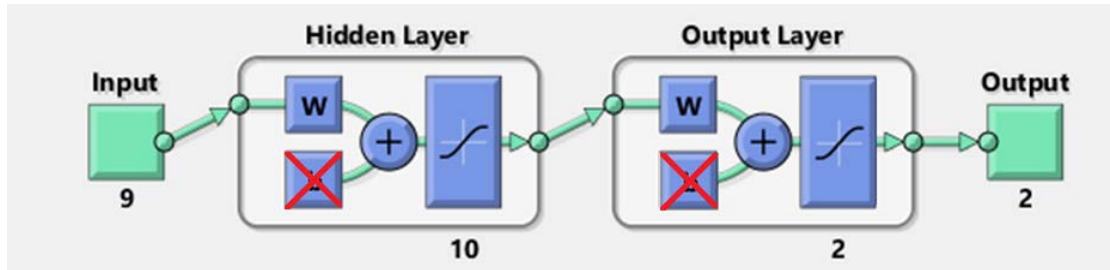 Hidden Layer
Output Layer
Input
Output
W
W
+
+
9
2
10
2